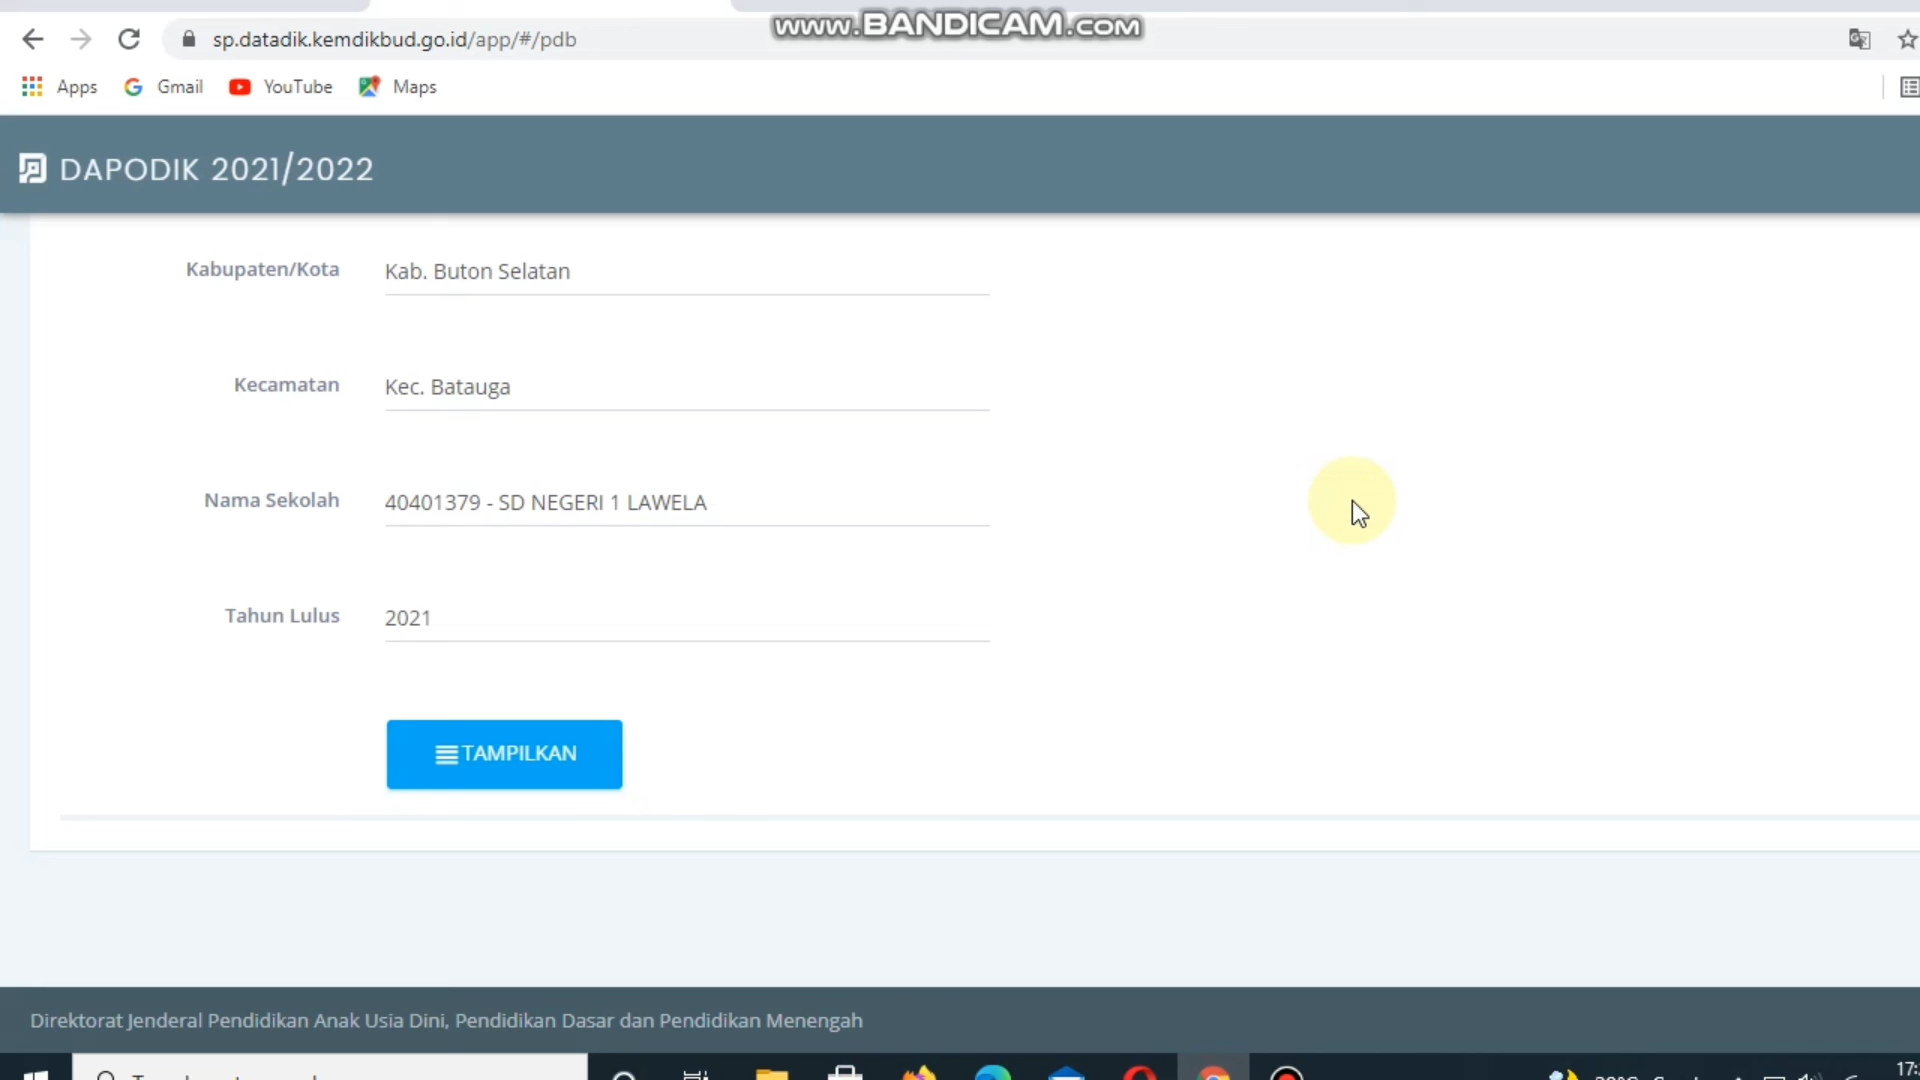 www.BANDICAM.com
sp.datadik.kemdikbud.go.id/app/#/pdb
Apps Gmail YouTube Maps
DAPODIK 2021/2022
Kabupaten/Kota Kab. Buton Selatan
Kecamatan Kec. Batauga
Nama Sekolah 40401379 - SD NEGERI 1 LAWELA
Tahun Lulus 2021
TAMPILKAN
Direktorat Jenderal Pendidikan Anak Usia Dini, Pendidikan Dasar dan Pendidikan Menengah